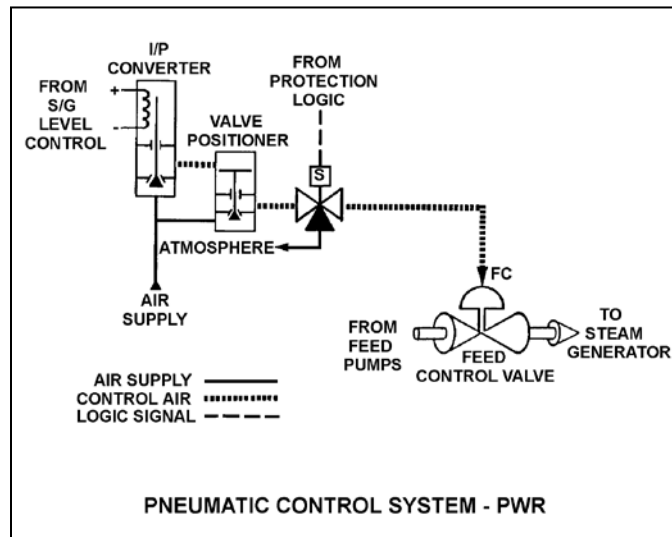 I/P
CONVERTER
FROM
S/G
LEVEL
CONTROL
+
-
VALVE
POSITIONER
FROM
PROTECTION
LOGIC
S
ATMOSPHERE
AIR
SUPPLY
FC
FROM
FEED
PUMPS
FEED
CONTROL VALVE
TO
STEAM
GENERATOR
AIR SUPPLY
CONTROL AIR
LOGIC SIGNAL
PNEUMATIC CONTROL SYSTEM - PWR